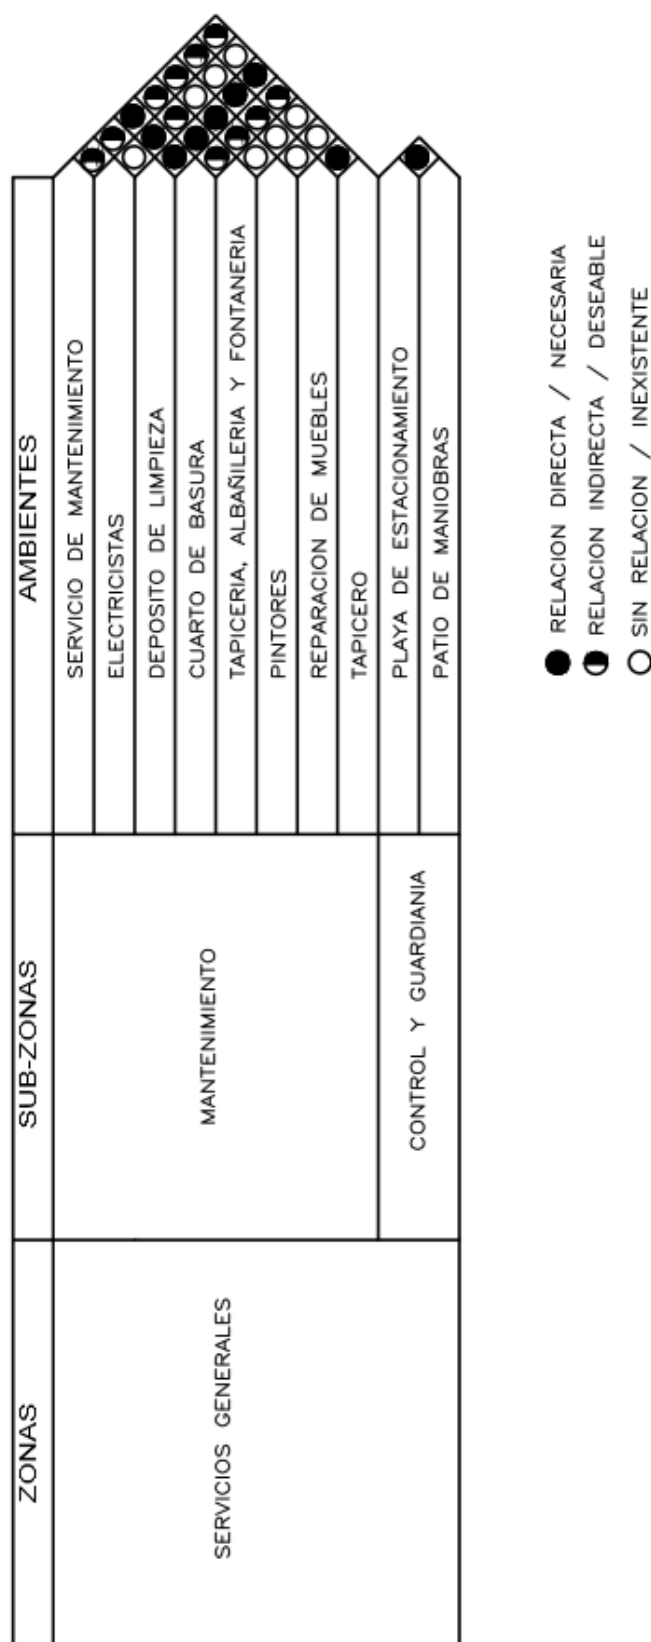 ZONAS
SUB-ZONAS
AMBIENTES
SERVICIOS GENERALES
MANTENIMIENTO
SERVICIO DE MANTENIMIENTO
ELECTRICISTAS
DEPOSITO DE LIMPIEZA
CUARTO DE BASURA
TAPICERIA, ALBAÑILERIA Y FONTANERIA
PINTORES
REPARACION DE MUEBLES
TAPICERO
CONTROL Y GUARDIANIA
PLAYA DE ESTACIONAMIENTO
PATIO DE MANIOBRAS
RELACION DIRECTA / NECESARIA
RELACION INDIRECTA / DESEABLE
SIN RELACION / INEXISTENTE